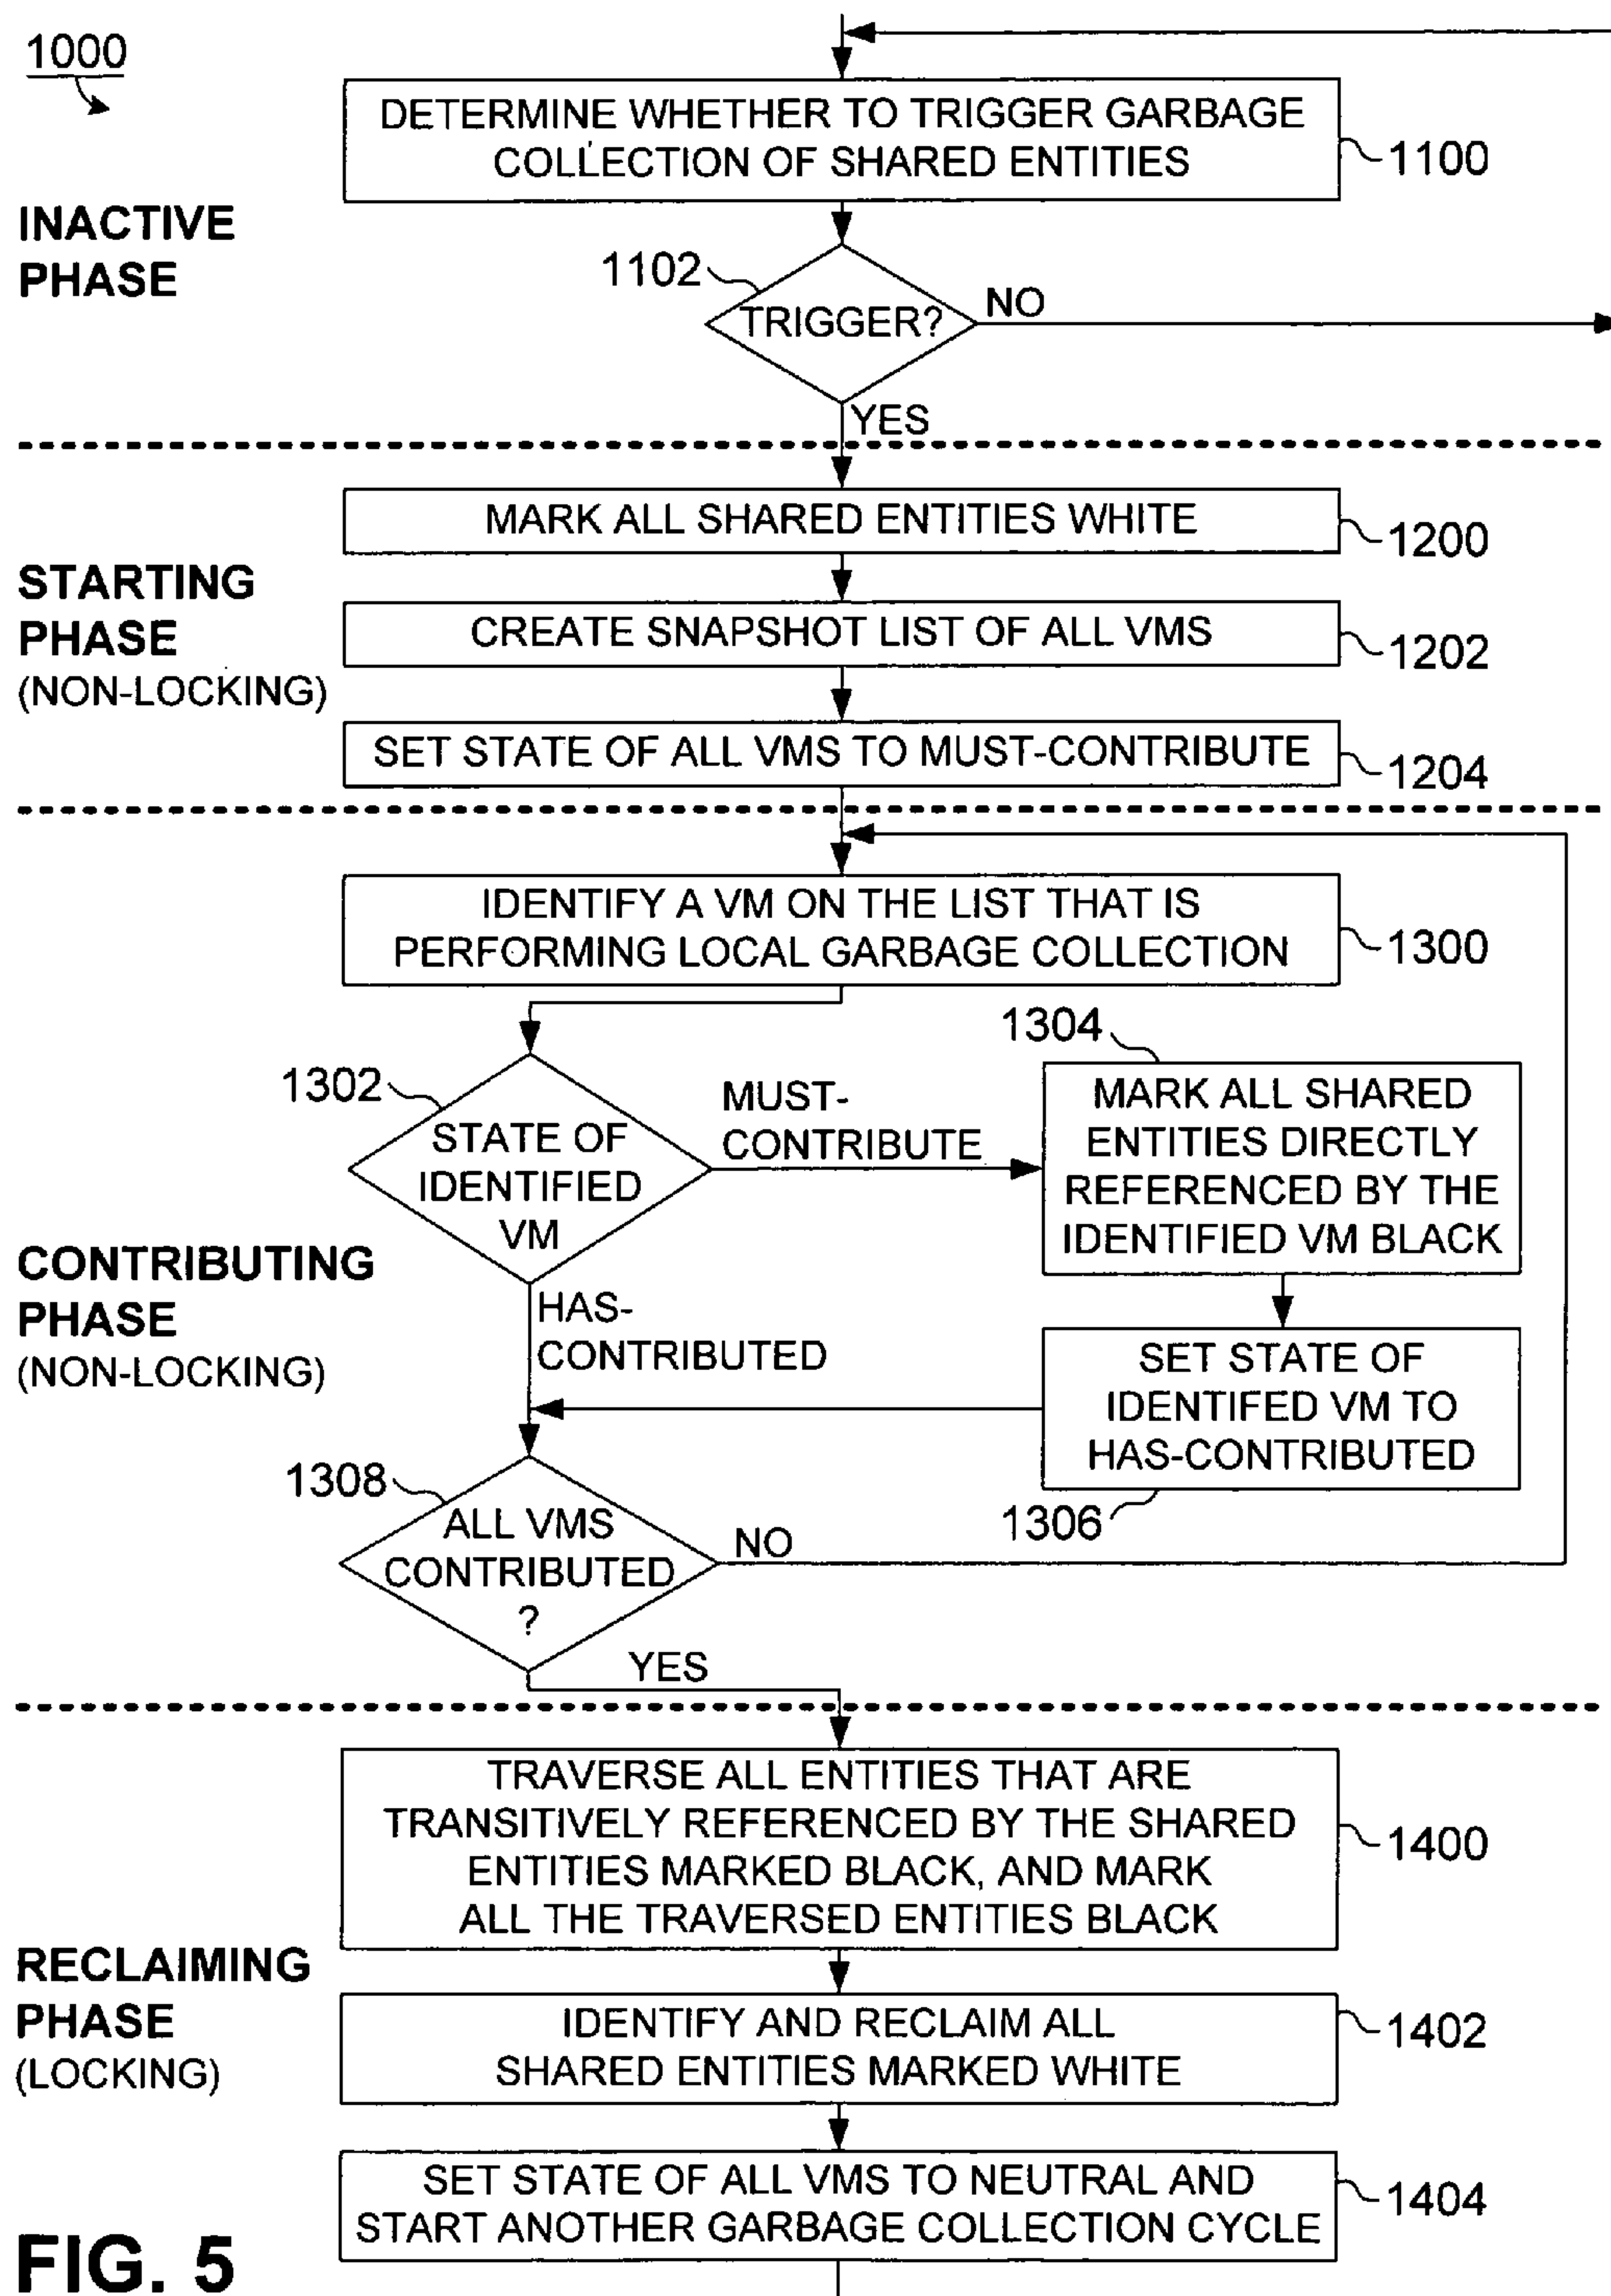 1000
DETERMINE WHETHER TO TRIGGER GARBAGE
COLLECTION OF SHARED ENTITIES
1100
INACTIVE
PHASE
1102
TRIGGER?
NO
YES
MARK ALL SHARED ENTITIES WHITE
1200
STARTING
PHASE
(NON-LOCKING)
CREATE SNAPSHOT LIST OF ALL VMS
1202
SET STATE OF ALL VMS TO MUST-CONTRIBUTE
1204
IDENTIFY A VM ON THE LIST THAT IS
PERFORMING LOCAL GARBAGE COLLECTION
1300
1302
STATE OF
IDENTIFIED
VM
MUST-
CONTRIBUTE
1304
MARK ALL SHARED
ENTITIES DIRECTLY
REFERENCED BY THE
IDENTIFIED VM BLACK
CONTRIBUTING
PHASE
(NON-LOCKING)
HAS-
CONTRIBUTED
SET STATE OF
IDENTIFED VM TO
HAS-CONTRIBUTED
1306
1308
ALL VMS
CONTRIBUTED
?
NO
YES
TRAVERSE ALL ENTITIES THAT ARE
TRANSITIVELY REFERENCED BY THE SHARED
ENTITIES MARKED BLACK, AND MARK
ALL THE TRAVERSED ENTITIES BLACK
1400
RECLAIMING
PHASE
(LOCKING)
IDENTIFY AND RECLAIM ALL
SHARED ENTITIES MARKED WHITE
1402
SET STATE OF ALL VMS TO NEUTRAL AND
START ANOTHER GARBAGE COLLECTION CYCLE
1404
FIG. 5